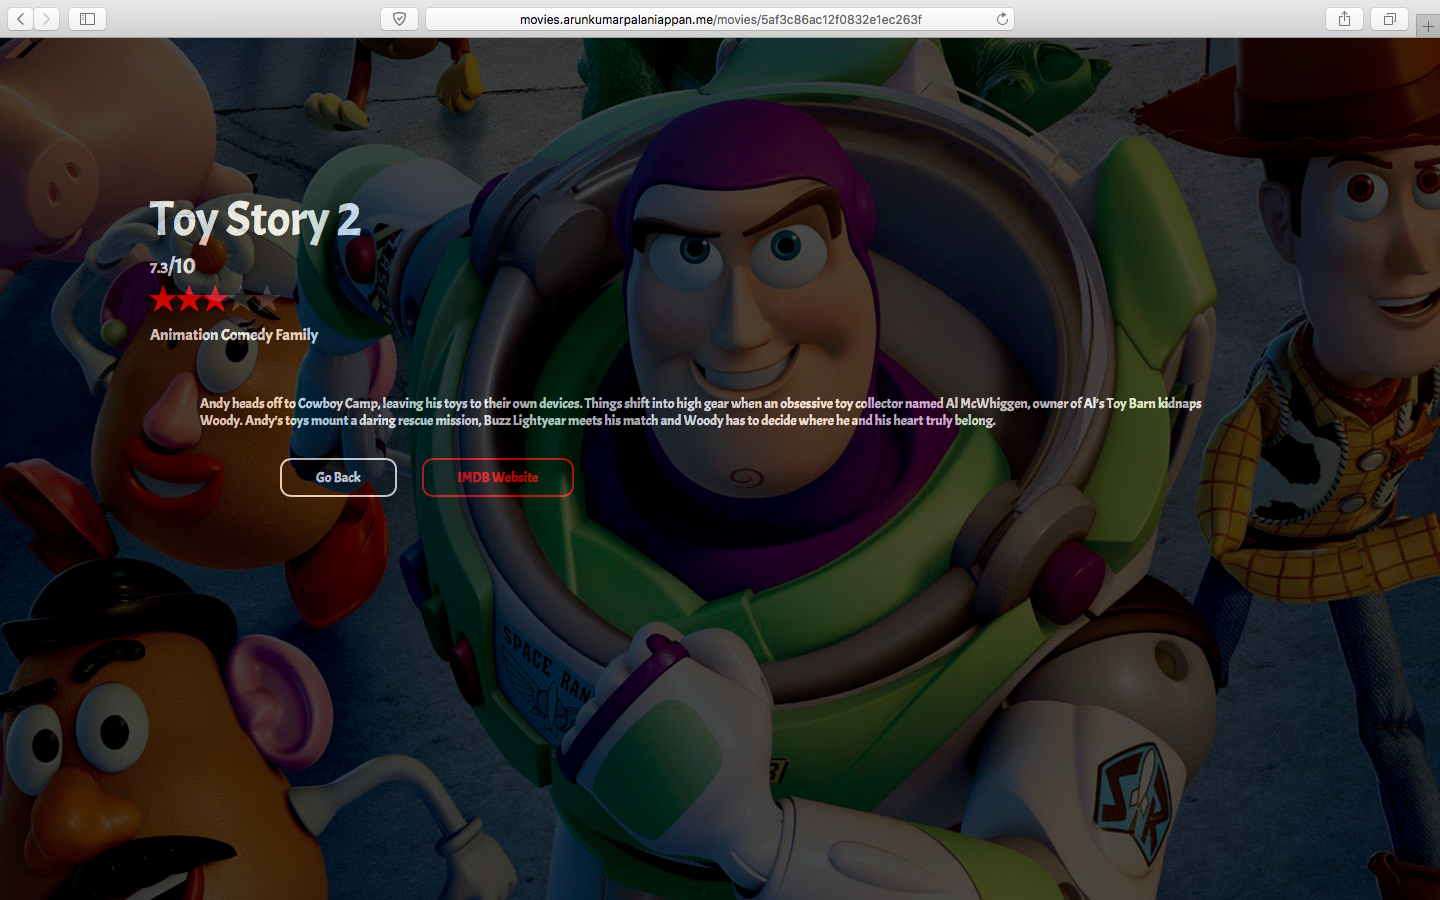 movies.arunkumarpalaniappan.me/movies/5af3c86ac12f0832e1ec263f
Toy Story 2
7.3/10
Animation Comedy Family
Andy heads off to Cowboy Camp, leaving his toys to their own devices. Things shift into high gear when an obsessive toy collector named Al McWhiggen, owner of Al's Toy Barn kidnaps
Woody. Andy's toys mount a daring rescue mission, Buzz Lightyear meets his match and Woody has to decide where he and his heart truly belong.
Go Back
IMDB Website
SPACE RAN